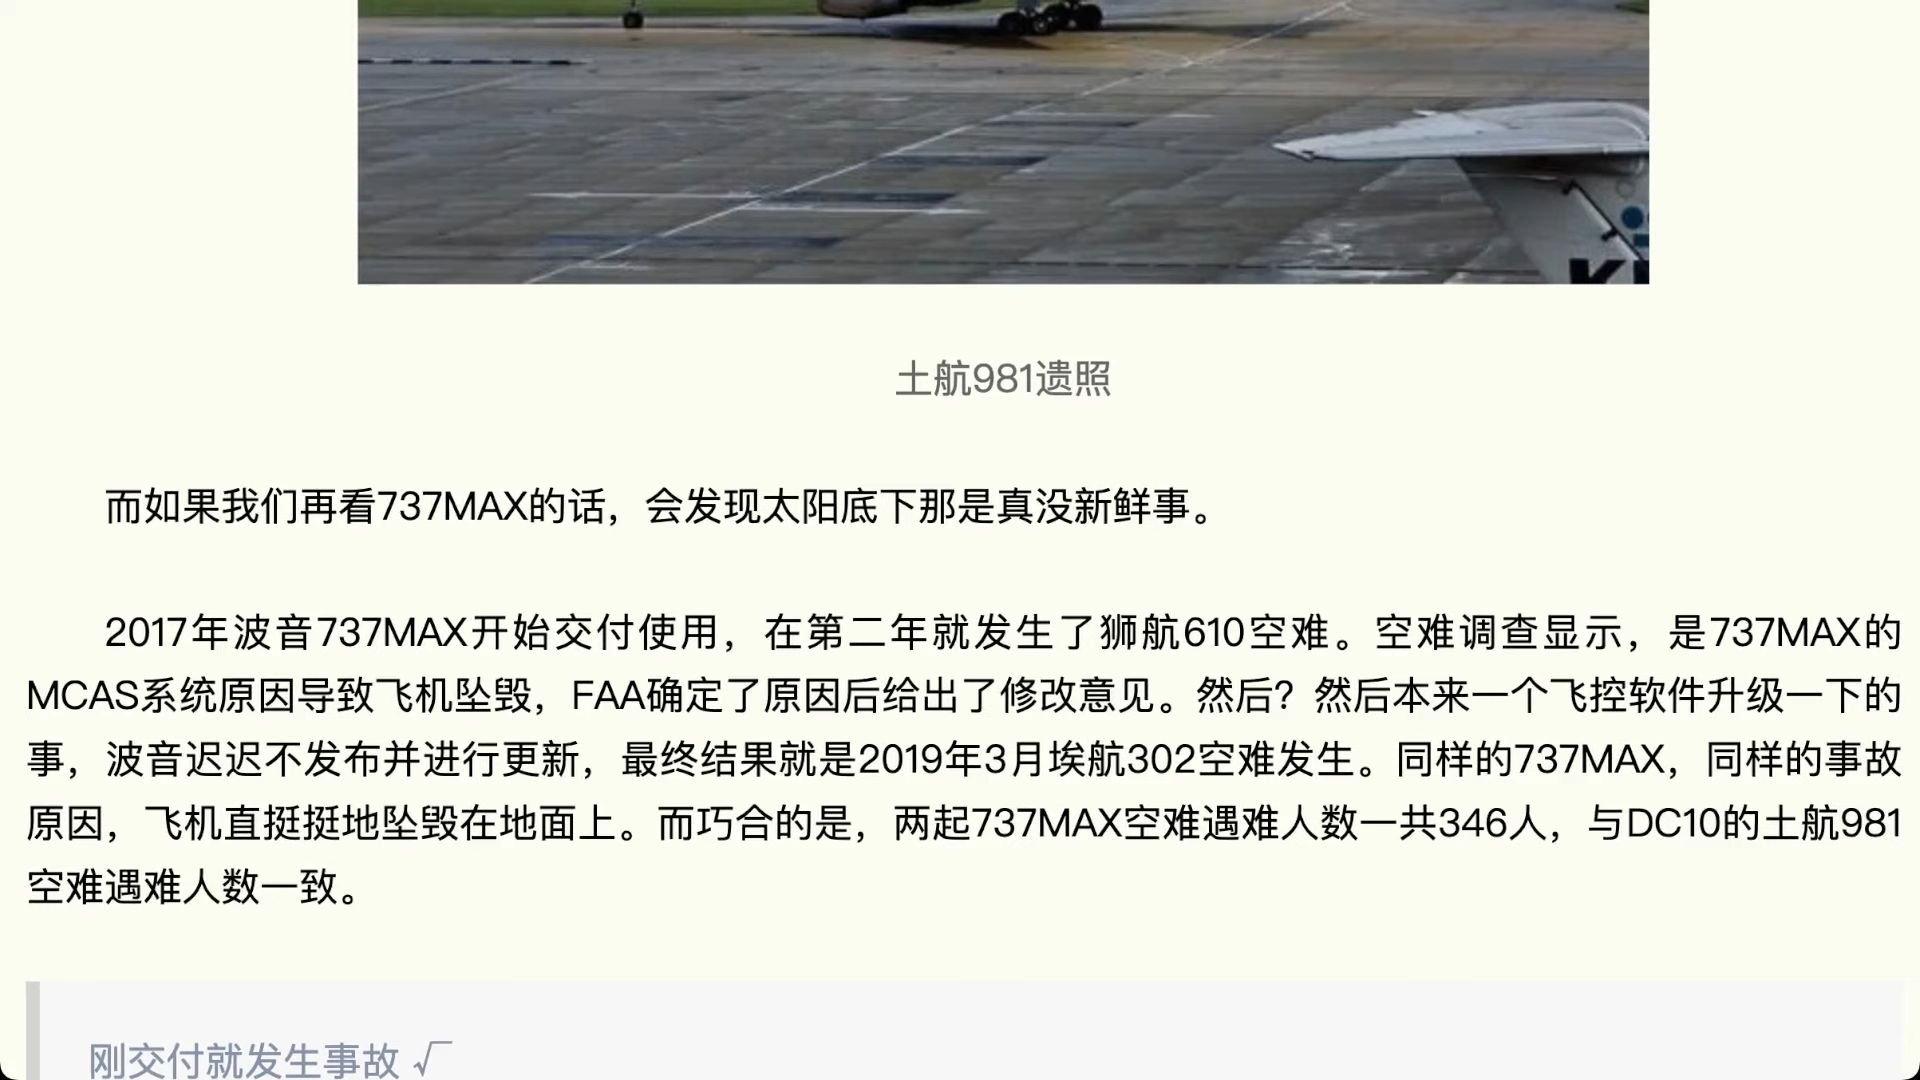 土航981遗照
而如果我们再看737MAX的话，会发现太阳底下那是真没新鲜事。
2017年波音737MAX开始交付使用，在第二年就发生了狮航610空难。空难调查显示，是737MAX的
MCAS系统原因导致飞机坠毁，FAA确定了原因后给出了修改意见。然后？然后本来一个飞控软件升级一下的
事，波音迟迟不发布并进行更新，最终结果就是2019年3月埃航302空难发生。同样的737MAX，同样的事故
原因，飞机直挺挺地坠毁在地面上。而巧合的是，两起737MAX空难遇难人数一共346人，与DC10的土航981
空难遇难人数一致。
刚交付就发生事故 √